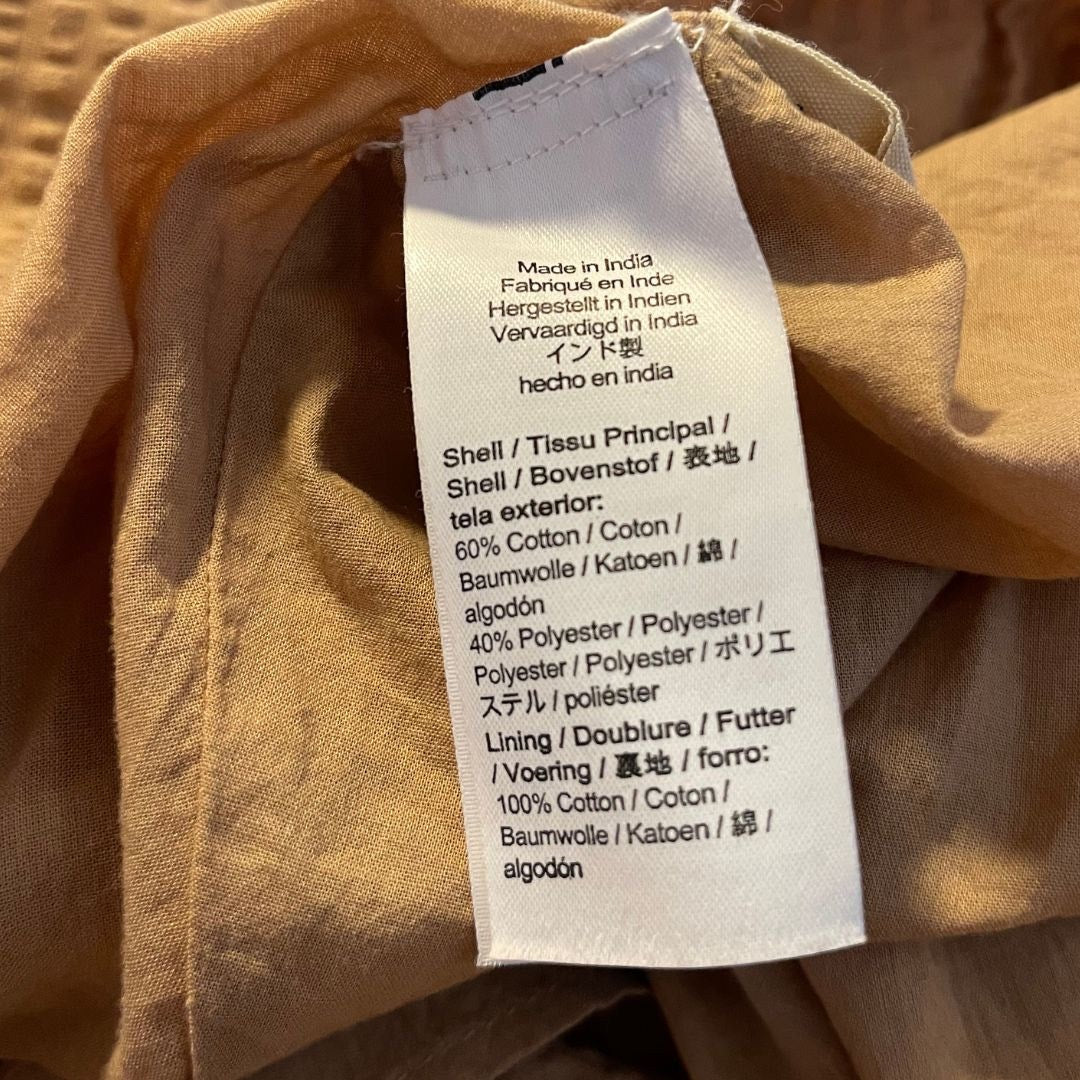 Made in India
Fabriqué en Inde
Hergestellt in Indien
Vervaardigd in India
インド製
hecho en india
Shell / Tissu Principal /
Shell / Bovenstof / 表地 /
tela exterior:
60% Cotton / Coton /
Baumwolle / Katoen / 綿 /
algodón
40% Polyester / Polyester /
Polyester / Polyester / ポリエ
ステル / poliéster
Lining / Doublure / Futter
/ Voering / 裏地 / forro:
100% Cotton / Coton /
Baumwolle / Katoen / 綿 /
algodón